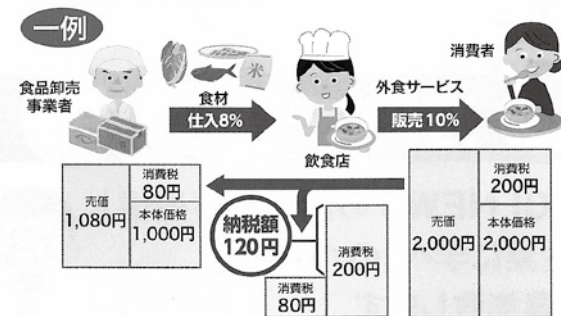 一例
食品卸売
事業者
米
食材
仕入8%
飲食店
外食サービス
販売10%
消費者
売価
1,080円
消費税
80円
本体価格
1,000円
納税額
120円
消費税
80円
消費税
200円
売価
2,000円
消費税
200円
本体価格
2,000円